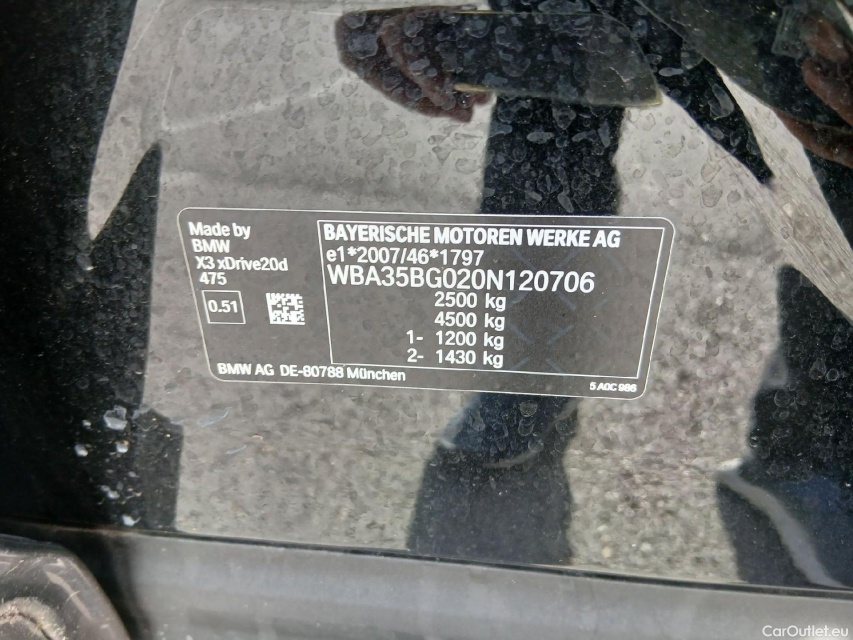 Made by
BMW
X3 xDrive20d
475
0.51
BAYERISCHE MOTOREN WERKE AG
e1*2007/46*1797
WBA35BG020N120706
2500 kg
4500 kg
1- 1200 kg
2- 1430 kg
BMW AG DE-80788 München
5 A0C 986
CarOutlet.eu